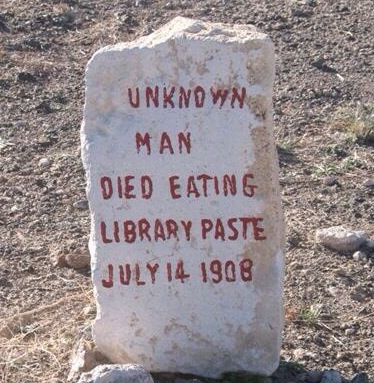 UNKNOWN
MAN
DIED EATING
LIBRARY PASTE
JULY 14 1908